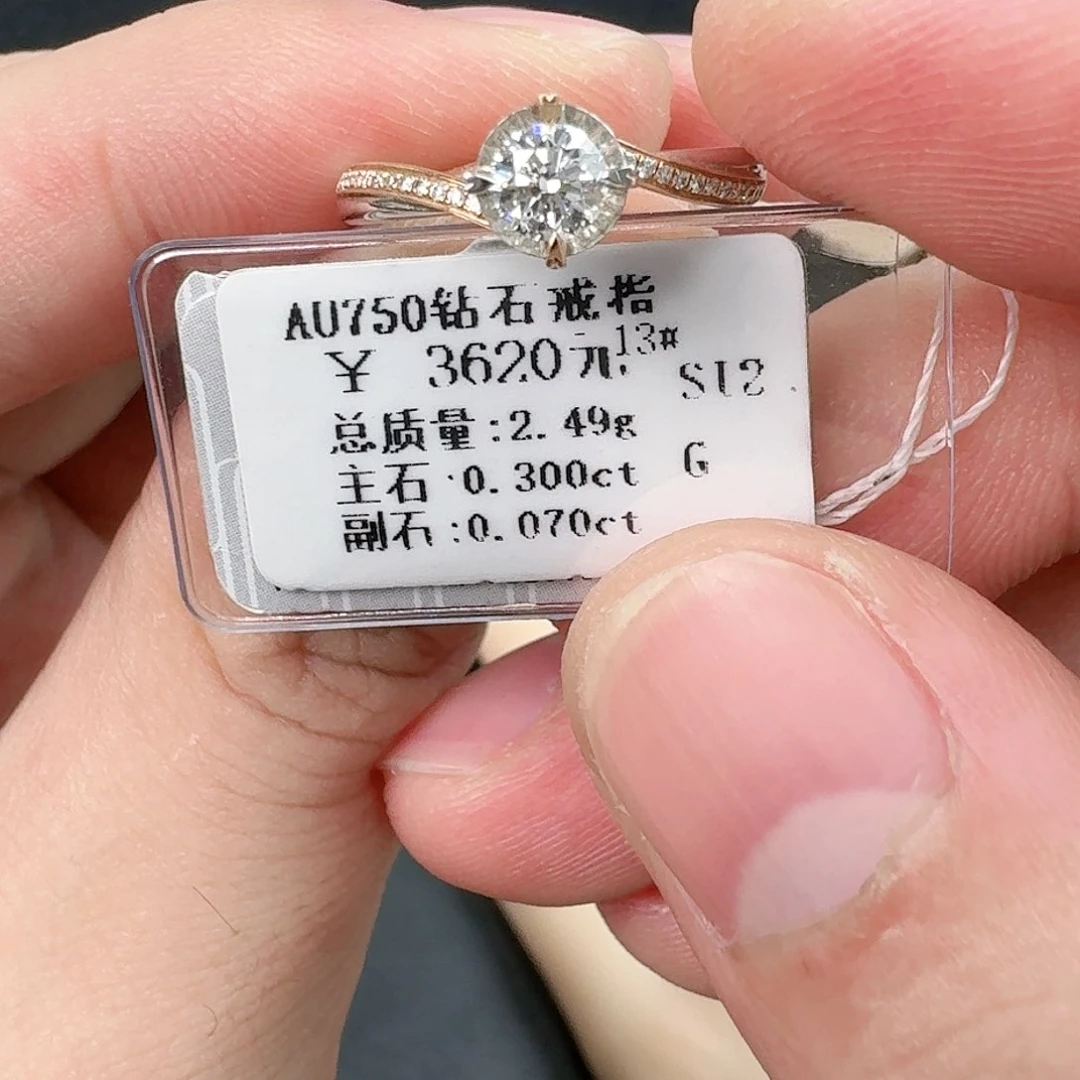 AU750钻石戒指
¥ 3620元 13#
SI2
总质量:2.49g
主石:0.300ct G
副石:0.070ct